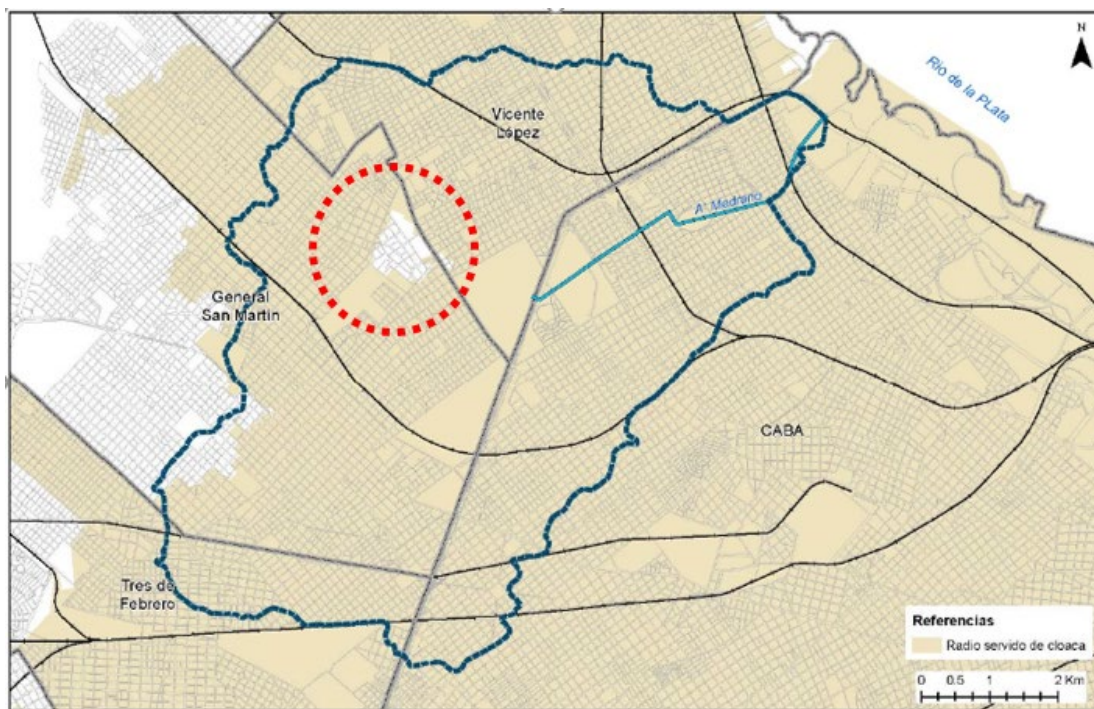 N
Rio de la PLata
Vicente
López
A° Medrano
General
San Martín
CABA
Tres de
Febrero
Referencias
Radio servido de cloaca
0 0.5 1 2 Km